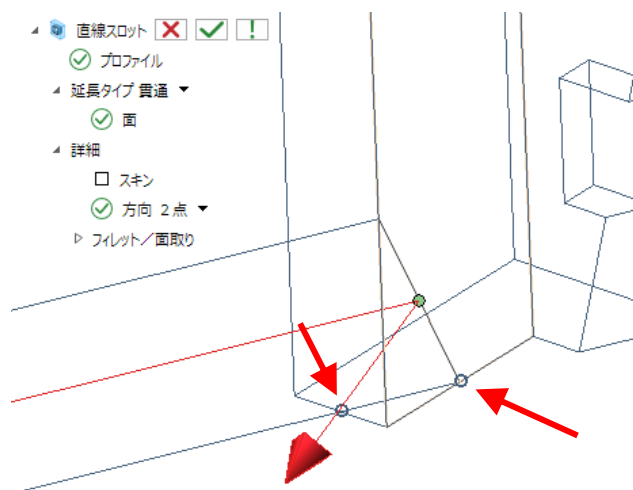 直線スロット
プロファイル
延長タイプ 貫通
面
詳細
スキン
方向 2点
フィレット／面取り